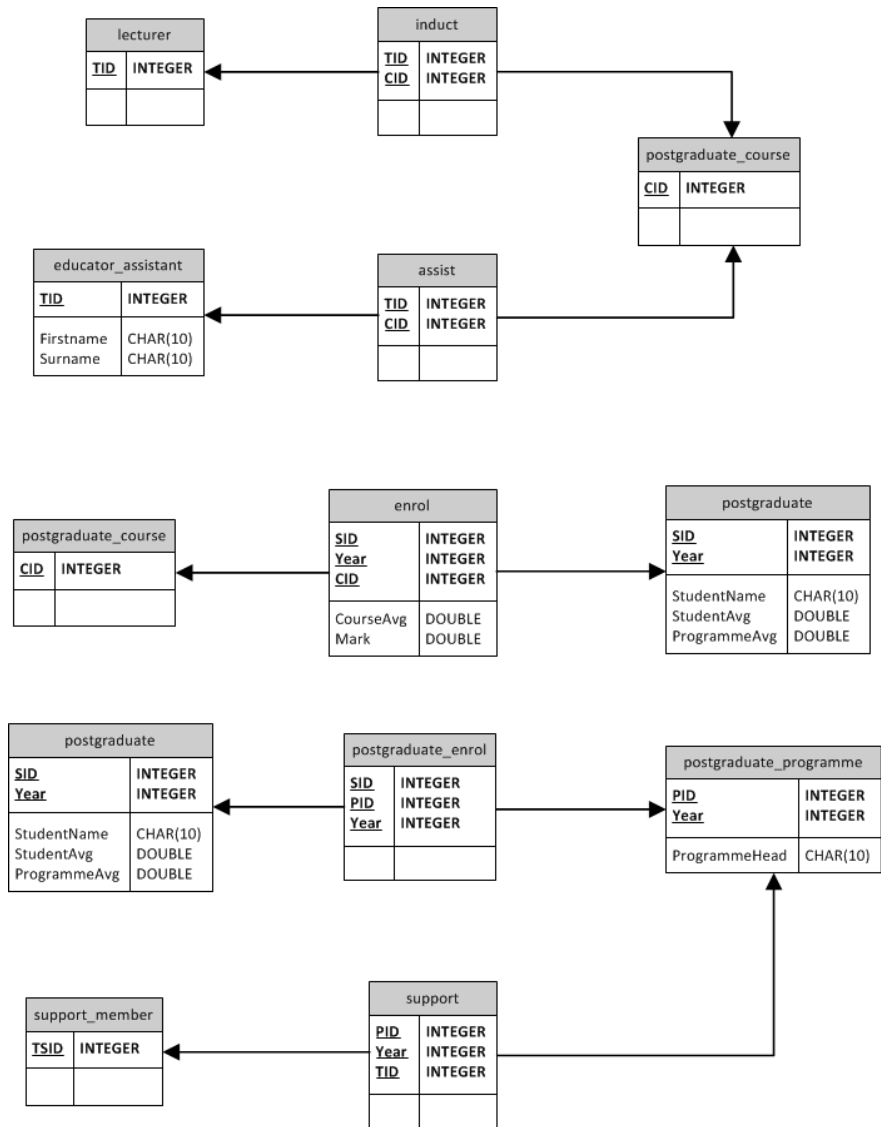 lecturer
TID INTEGER
induct
TID INTEGER
CID INTEGER
postgraduate_course
CID INTEGER
educator_assistant
TID INTEGER
Firstname CHAR(10)
Surname CHAR(10)
assist
TID INTEGER
CID INTEGER
postgraduate_course
CID INTEGER
enrol
SID INTEGER
Year INTEGER
CID INTEGER
CourseAvg DOUBLE
Mark DOUBLE
postgraduate
SID INTEGER
Year INTEGER
StudentName CHAR(10)
StudentAvg DOUBLE
ProgrammeAvg DOUBLE
postgraduate
SID INTEGER
Year INTEGER
StudentName CHAR(10)
StudentAvg DOUBLE
ProgrammeAvg DOUBLE
postgraduate_enrol
SID INTEGER
PID INTEGER
Year INTEGER
postgraduate_programme
PID INTEGER
Year INTEGER
ProgrammeHead CHAR(10)
support_member
TSID INTEGER
support
PID INTEGER
Year INTEGER
TID INTEGER